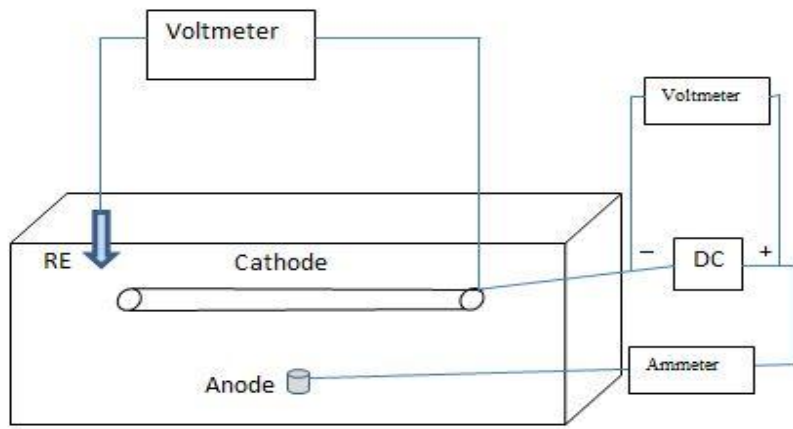 Voltmeter
Voltmeter
RE
Cathode
− DC +
Anode
Ammeter